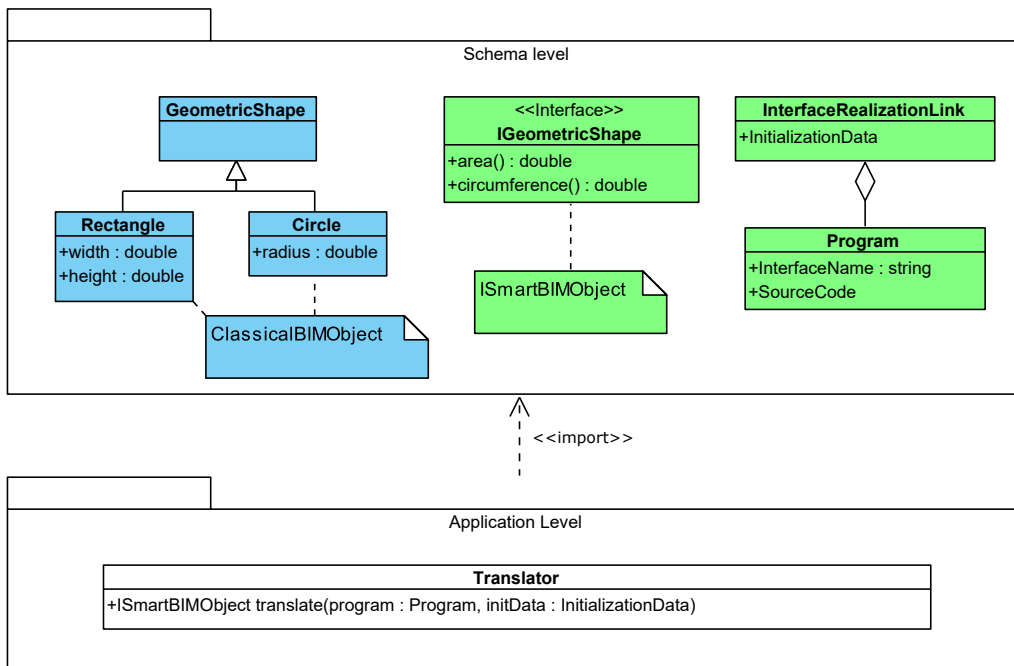 Schema level
GeometricShape
Rectangle
+width : double
+height : double
Circle
+radius : double
ClassicalBIMObject
<<Interface>>
IGeometricShape
+area() : double
+circumference() : double
ISmartBIMObject
InterfaceRealizationLink
+InitializationData
Program
+InterfaceName : string
+SourceCode
<<import>>
Application Level
Translator
+ISmartBIMObject translate(program : Program, initData : InitializationData)